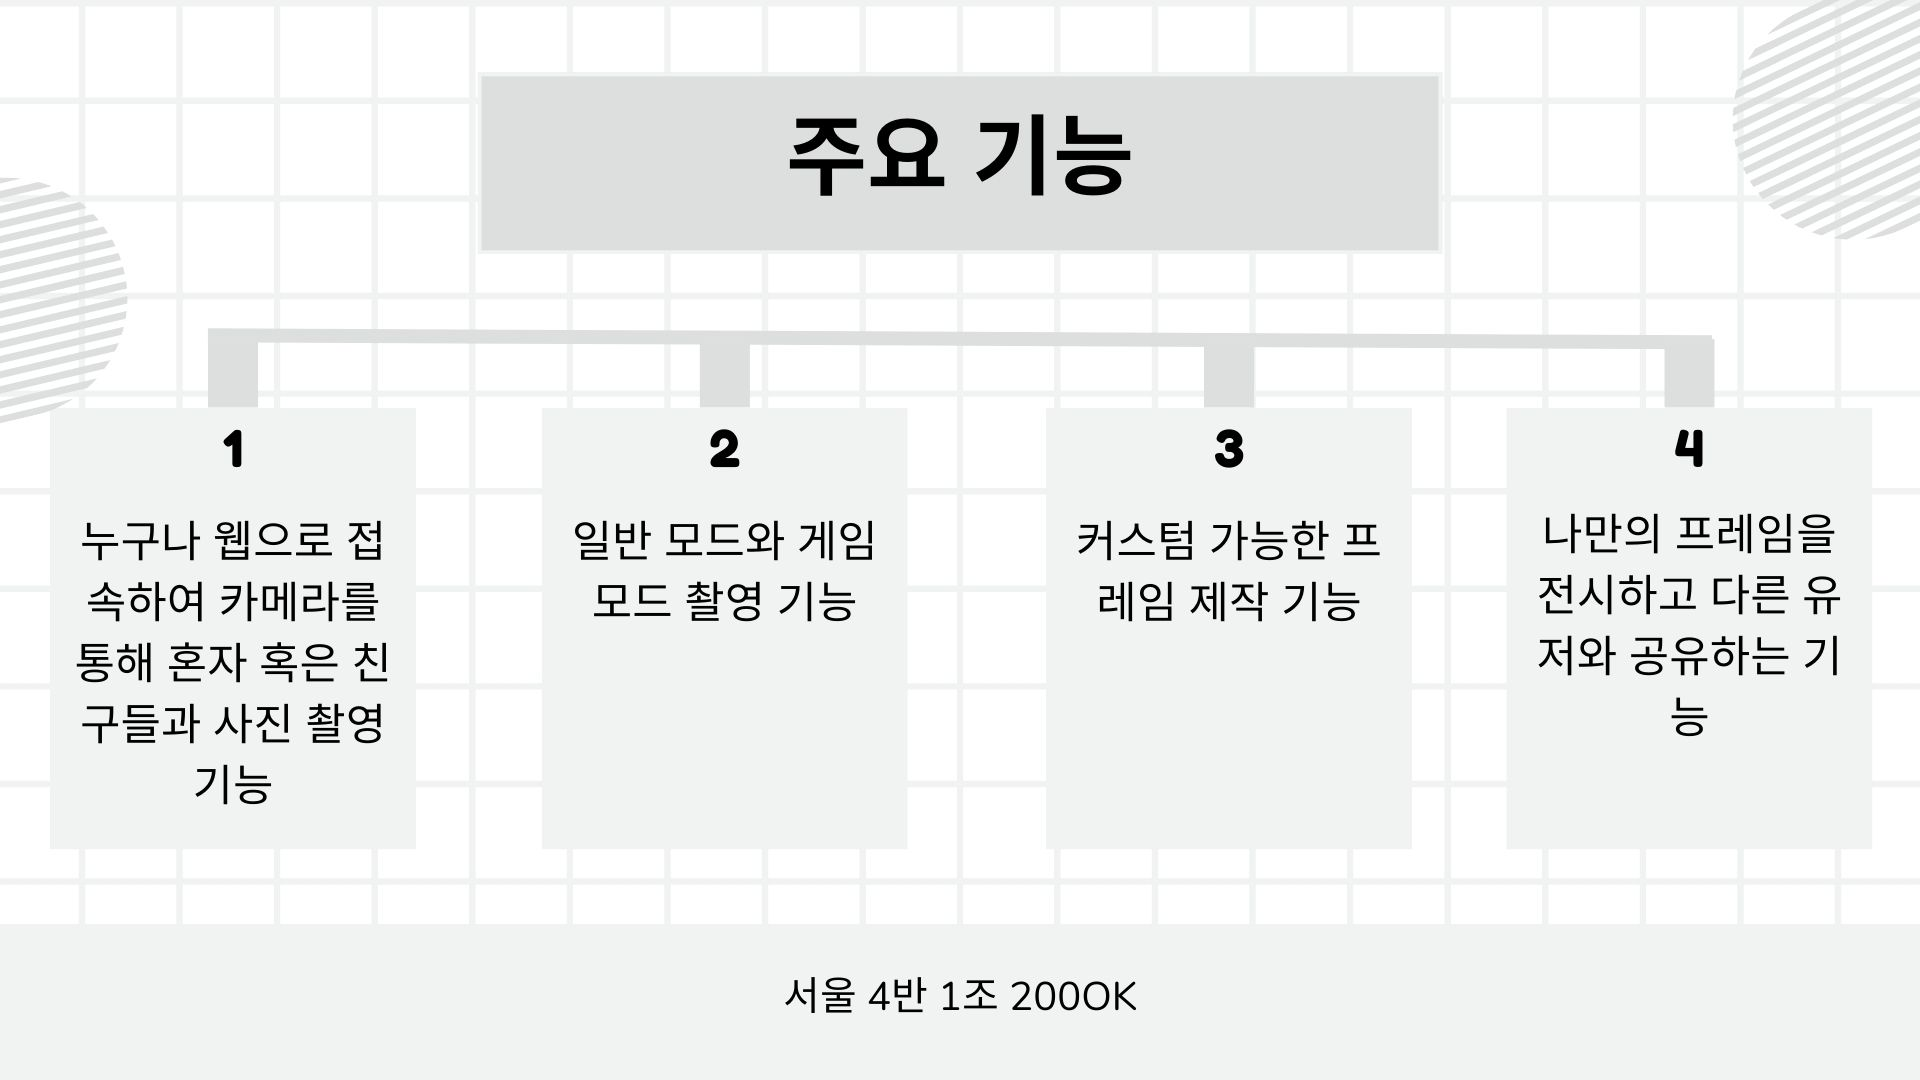 주요 기능
1
누구나 웹으로 접
속하여 카메라를
통해 혼자 혹은 친
구들과 사진 촬영
기능
2
일반 모드와 게임
모드 촬영 기능
3
커스텀 가능한 프
레임 제작 기능
4
나만의 프레임을
전시하고 다른 유
저와 공유하는 기
능
서울 4반 1조 200OK